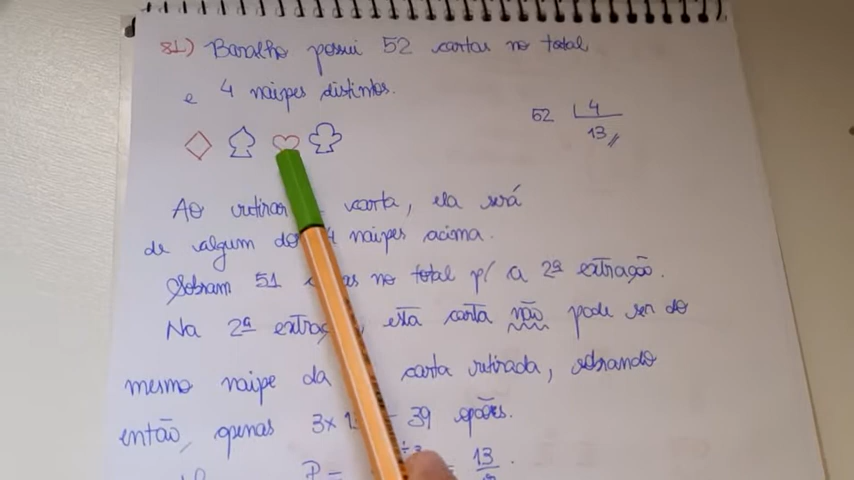 81) Baralho possui 52 cartas no total
e 4 naipes distintos.
52 4
13
Ao retirar carta, ela será
de algum dos 4 naipes acima.
Sobram 51 no total p/ a 2ª extração.
Na 2ª esta carta não pode ser do
mesmo naipe da carta retirada, sobrando
então, apenas 3x 39 opções.
P = = 13